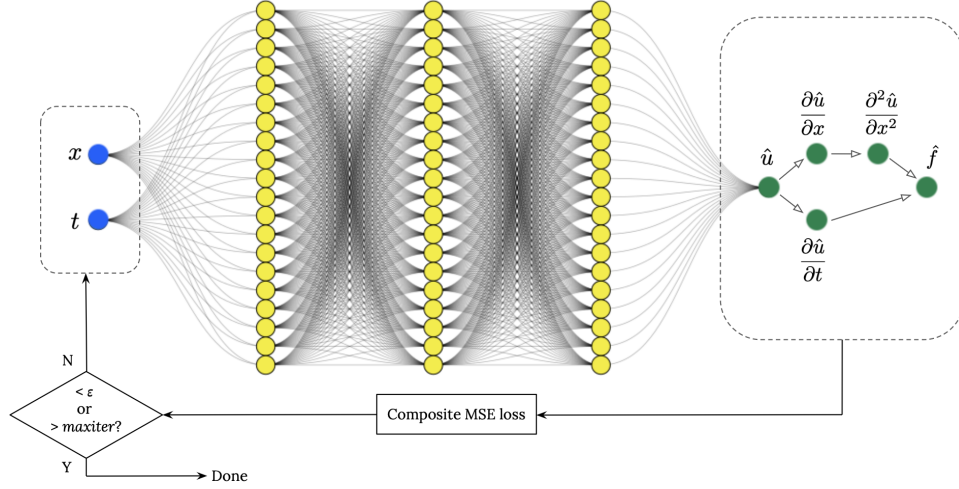 x
t
û
∂û/∂x
∂²û/∂x²
∂û/∂t
f̂
N
< ε
or
> maxiter?
Y
Done
Composite MSE loss